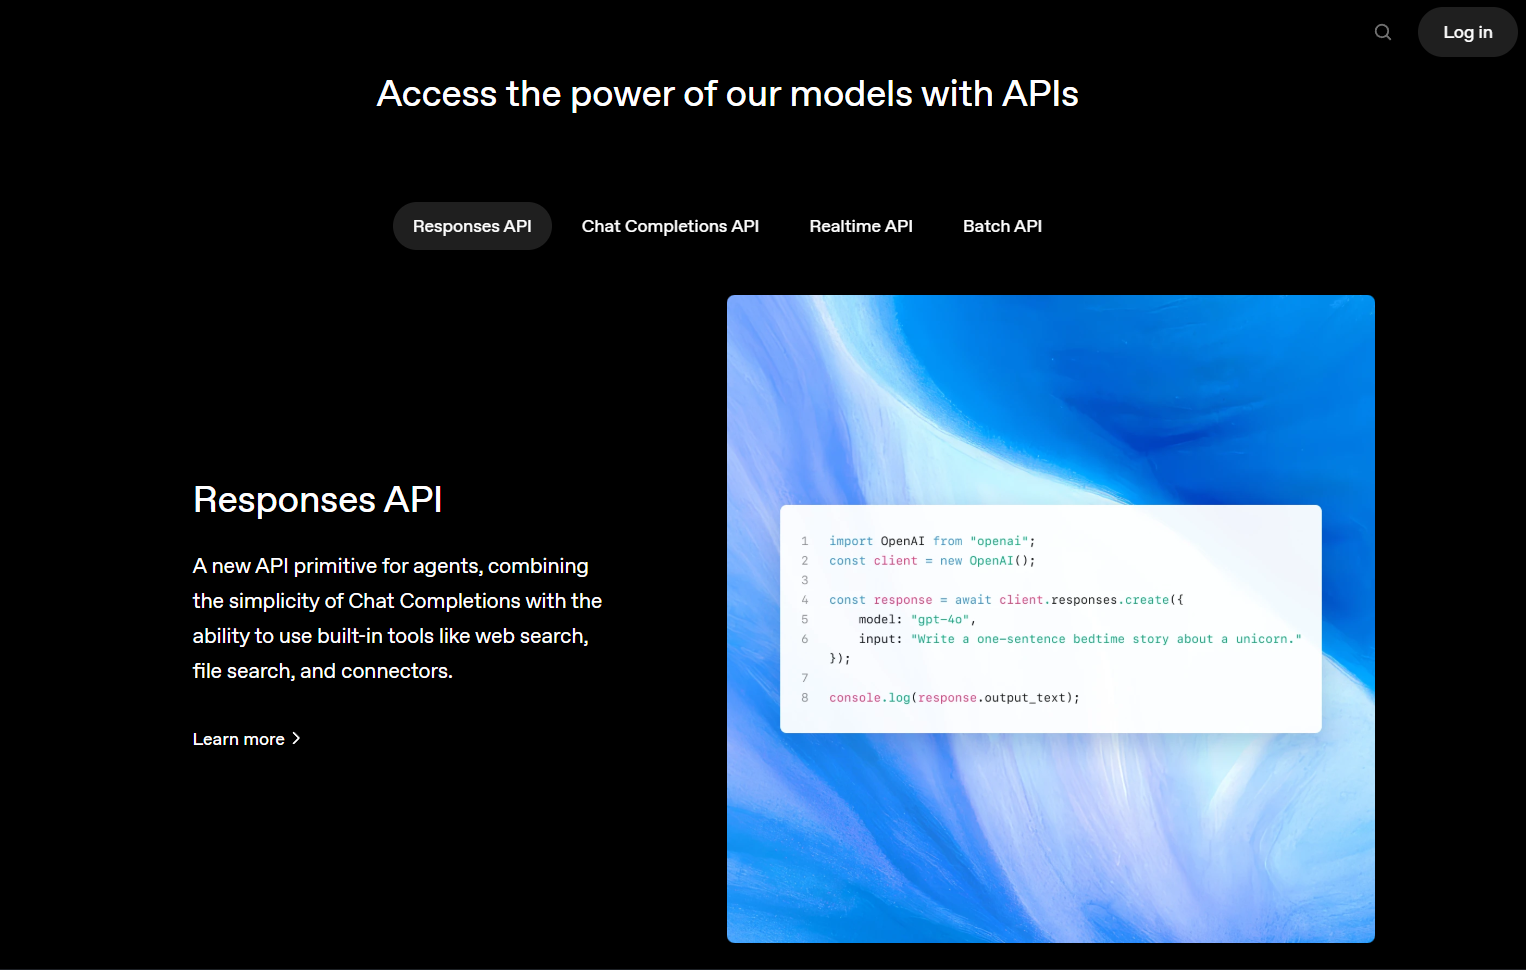 Log in
Access the power of our models with APIs
Responses API
Chat Completions API
Realtime API
Batch API
Responses API
A new API primitive for agents, combining
the simplicity of Chat Completions with the
ability to use built-in tools like web search,
file search, and connectors.
Learn more
1 import OpenAI from "openai";
2 const client = new OpenAI();
3
4 const response = await client.responses.create({
5 model: "gpt-4o",
6 input: "Write a one-sentence bedtime story about a unicorn."
});
7
8 console.log(response.output_text);